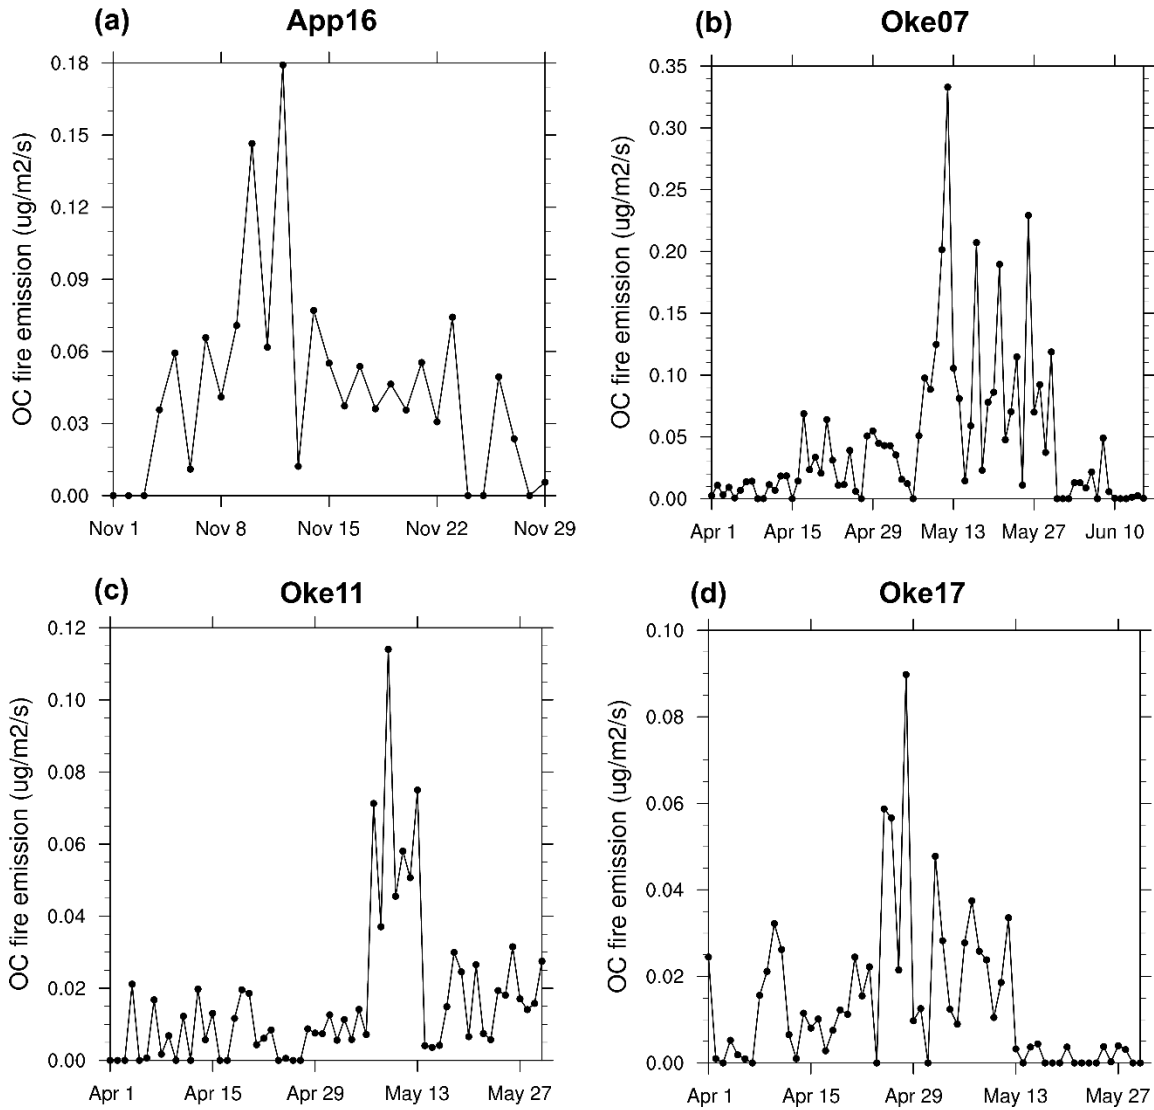 (a) App16
OC fire emission (ug/m2/s)
0.18
0.15
0.12
0.09
0.06
0.03
0.00
Nov 1 Nov 8 Nov 15 Nov 22 Nov 29
(b) Oke07
OC fire emission (ug/m2/s)
0.35
0.30
0.25
0.20
0.15
0.10
0.05
0.00
Apr 1 Apr 15 Apr 29 May 13 May 27 Jun 10
(c) Oke11
OC fire emission (ug/m2/s)
0.12
0.10
0.08
0.06
0.04
0.02
0.00
Apr 1 Apr 15 Apr 29 May 13 May 27
(d) Oke17
OC fire emission (ug/m2/s)
0.10
0.08
0.06
0.04
0.02
0.00
Apr 1 Apr 15 Apr 29 May 13 May 27